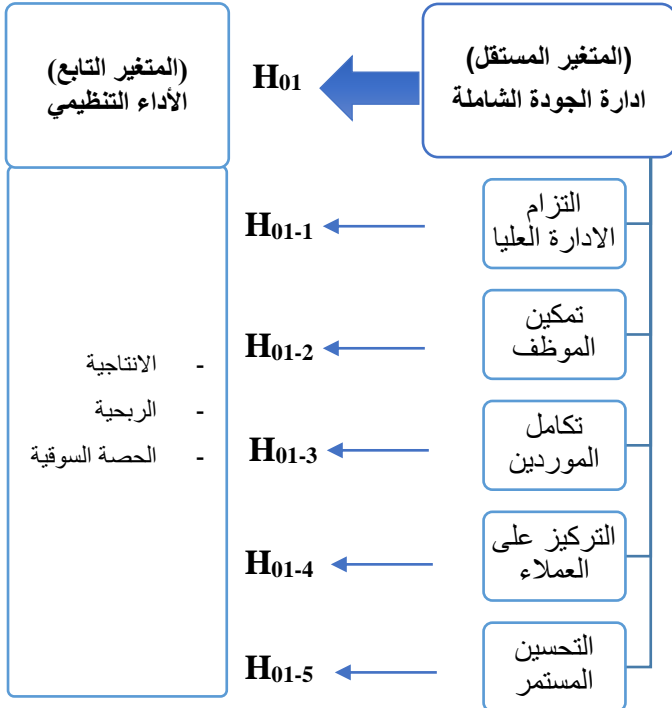 (المتغير المستقل)
ادارة الجودة الشاملة
H01
(المتغير التابع)
الأداء التنظيمي
التزام
الادارة العليا
H01-1
تمكين
الموظف
H01-2
تكامل
الموردين
H01-3
التركيز على
العملاء
H01-4
التحسين
المستمر
H01-5
- الانتاجية
- الربحية
- الحصة السوقية